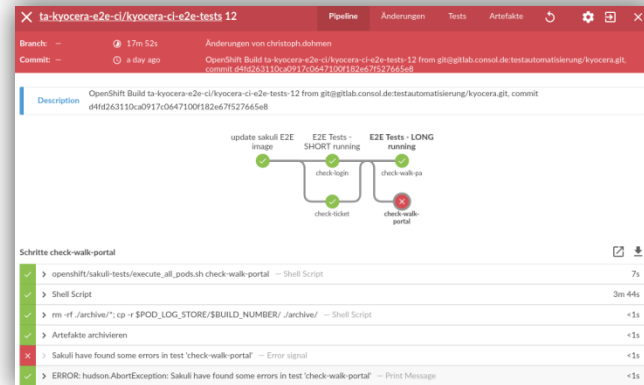 ta-kyocera-e2e-ci/kyocera-ci-e2e-tests 12
Pipeline Änderungen Tests Artefakte
Branch: — 17m 52s Änderungen von christoph.dohmen
Commit: — a day ago OpenShift Build ta-kyocera-e2e-ci/kyocera-ci-e2e-tests-12 from git@gitlab.consol.de:testautomatisierung/kyocera.git,
commit d4fd263110ca0917c0647100f182e67f527665e8
Description OpenShift Build ta-kyocera-e2e-ci/kyocera-ci-e2e-tests-12 from git@gitlab.consol.de:testautomatisierung/kyocera.git, commit
d4fd263110ca0917c0647100f182e67f527665e8
update sakuli E2E E2E Tests - E2E Tests - LONG
image SHORT running running
check-login check-walk-pa
check-ticket check-walk-
portal
Schritte check-walk-portal
openshift/sakuli-tests/execute_all_pods.sh check-walk-portal — Shell Script 7s
Shell Script 3m 44s
rm -rf ./archive/*; cp -r $POD_LOG_STORE/$BUILD_NUMBER/ ./archive/ — Shell Script <1s
Artefakte archivieren <1s
Sakuli have found some errors in test 'check-walk-portal' — Error signal <1s
ERROR: hudson.AbortException: Sakuli have found some errors in test 'check-walk-portal' — Print Message <1s